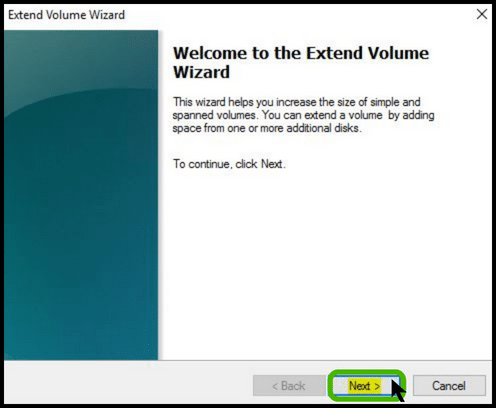 Extend Volume Wizard
Welcome to the Extend Volume
Wizard
This wizard helps you increase the size of simple and
spanned volumes. You can extend a volume by adding
space from one or more additional disks.
To continue, click Next.
< Back Next > Cancel